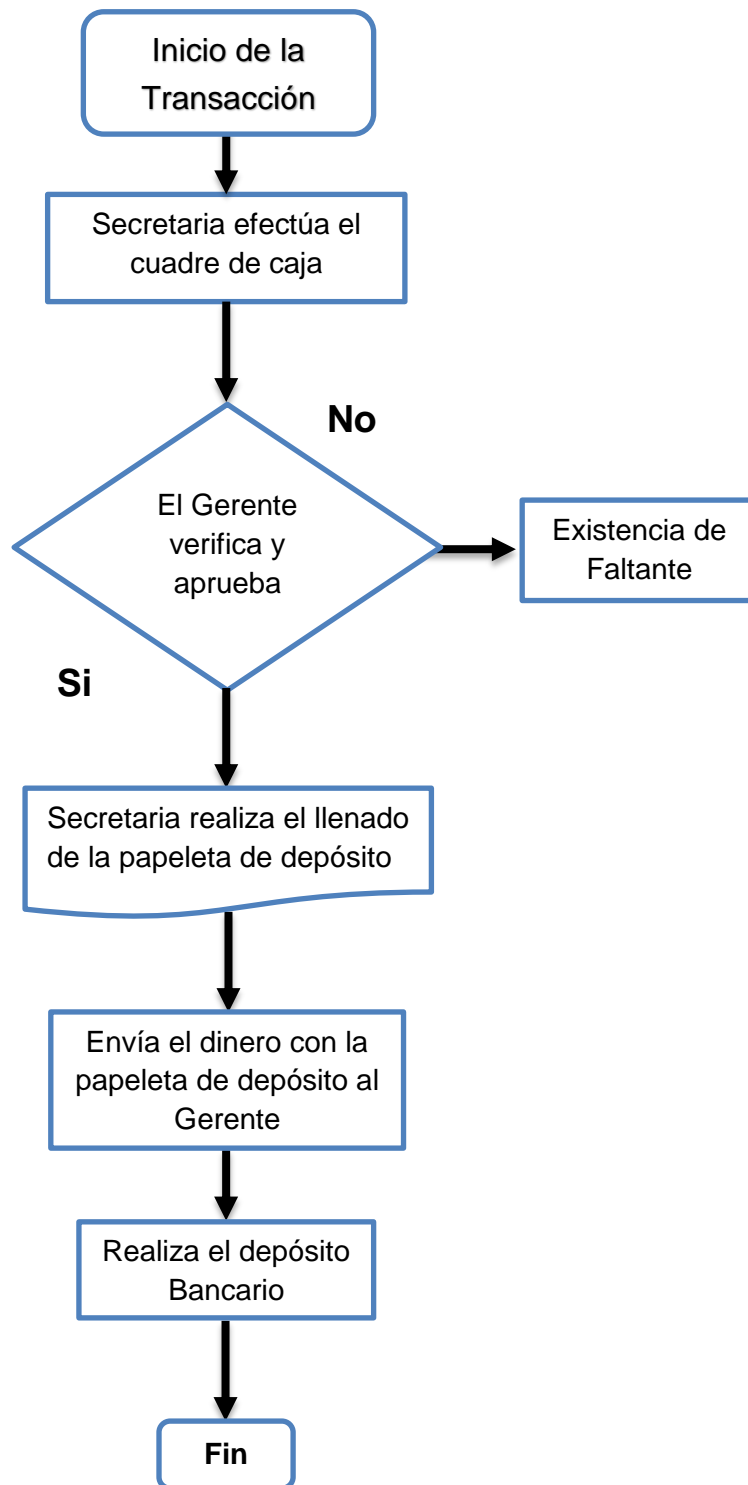 Inicio de la
Transacción
Secretaria efectúa el
cuadre de caja
No
El Gerente
verifica y
aprueba
Existencia de
Faltante
Si
Secretaria realiza el llenado
de la papeleta de depósito
Envía el dinero con la
papeleta de depósito al
Gerente
Realiza el depósito
Bancario
Fin